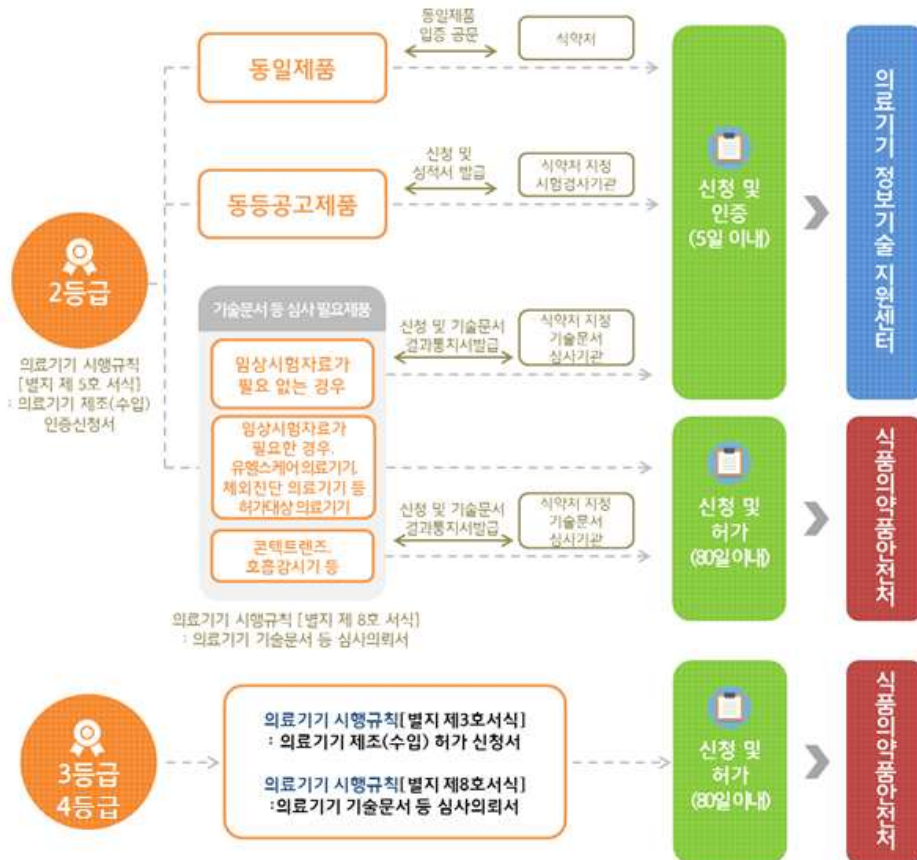 동일제품
동일제품
입증 공문
식약처
동등공고제품
신청 및
성적서 발급
식약처 지정
시험검사기관
신청 및
인증
(5일 이내)
의료기기 정보기술 지원센터
2등급
의료기기 시행규칙
[별지 제 5호 서식]
: 의료기기 제조(수입)
인증신청서
기술문서 등 심사 필요제품
임상시험자료가
필요 없는 경우
신청 및 기술문서
결과통지서발급
식약처 지정
기술문서
심사기관
임상시험자료가
필요한 경우,
유헬스케어 의료기기,
체외진단 의료기기 등
허가대상 의료기기
콘텍트렌즈,
호흡감시기 등
신청 및 기술문서
결과통지서발급
식약처 지정
기술문서
심사기관
신청 및
허가
(80일이내)
식품의약품안전처
의료기기 시행규칙 [별지 제 8호 서식]
: 의료기기 기술문서 등 심사의뢰서
3등급
4등급
의료기기 시행규칙[별지 제3호서식]
: 의료기기 제조(수입) 허가 신청서
의료기기 시행규칙[별지 제8호서식]
:의료기기 기술문서 등 심사의뢰서
신청 및
허가
(80일이내)
식품의약품안전처